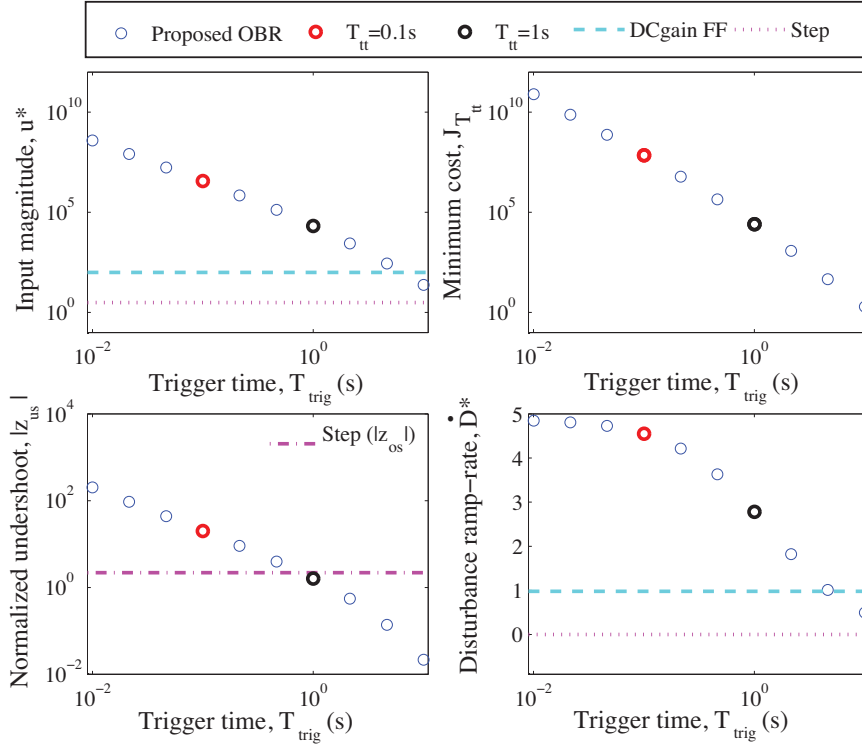 Proposed OBR T_tt=0.1s T_tt=1s DCgain FF Step
Input magnitude, u*
10^10
10^5
10^0
10^−2 10^0
Trigger time, T_trig (s)
Minimum cost, J_T_tt
10^10
10^5
10^0
10^−2 10^0
Trigger time, T_trig (s)
Normalized undershoot, |z_us|
10^4
10^2
10^0
10^−2
Step (|z_os|)
10^−2 10^0
Trigger time, T_trig (s)
Disturbance ramp−rate, Ḋ*
5
4
3
2
1
0
10^−2 10^0
Trigger time, T_trig (s)